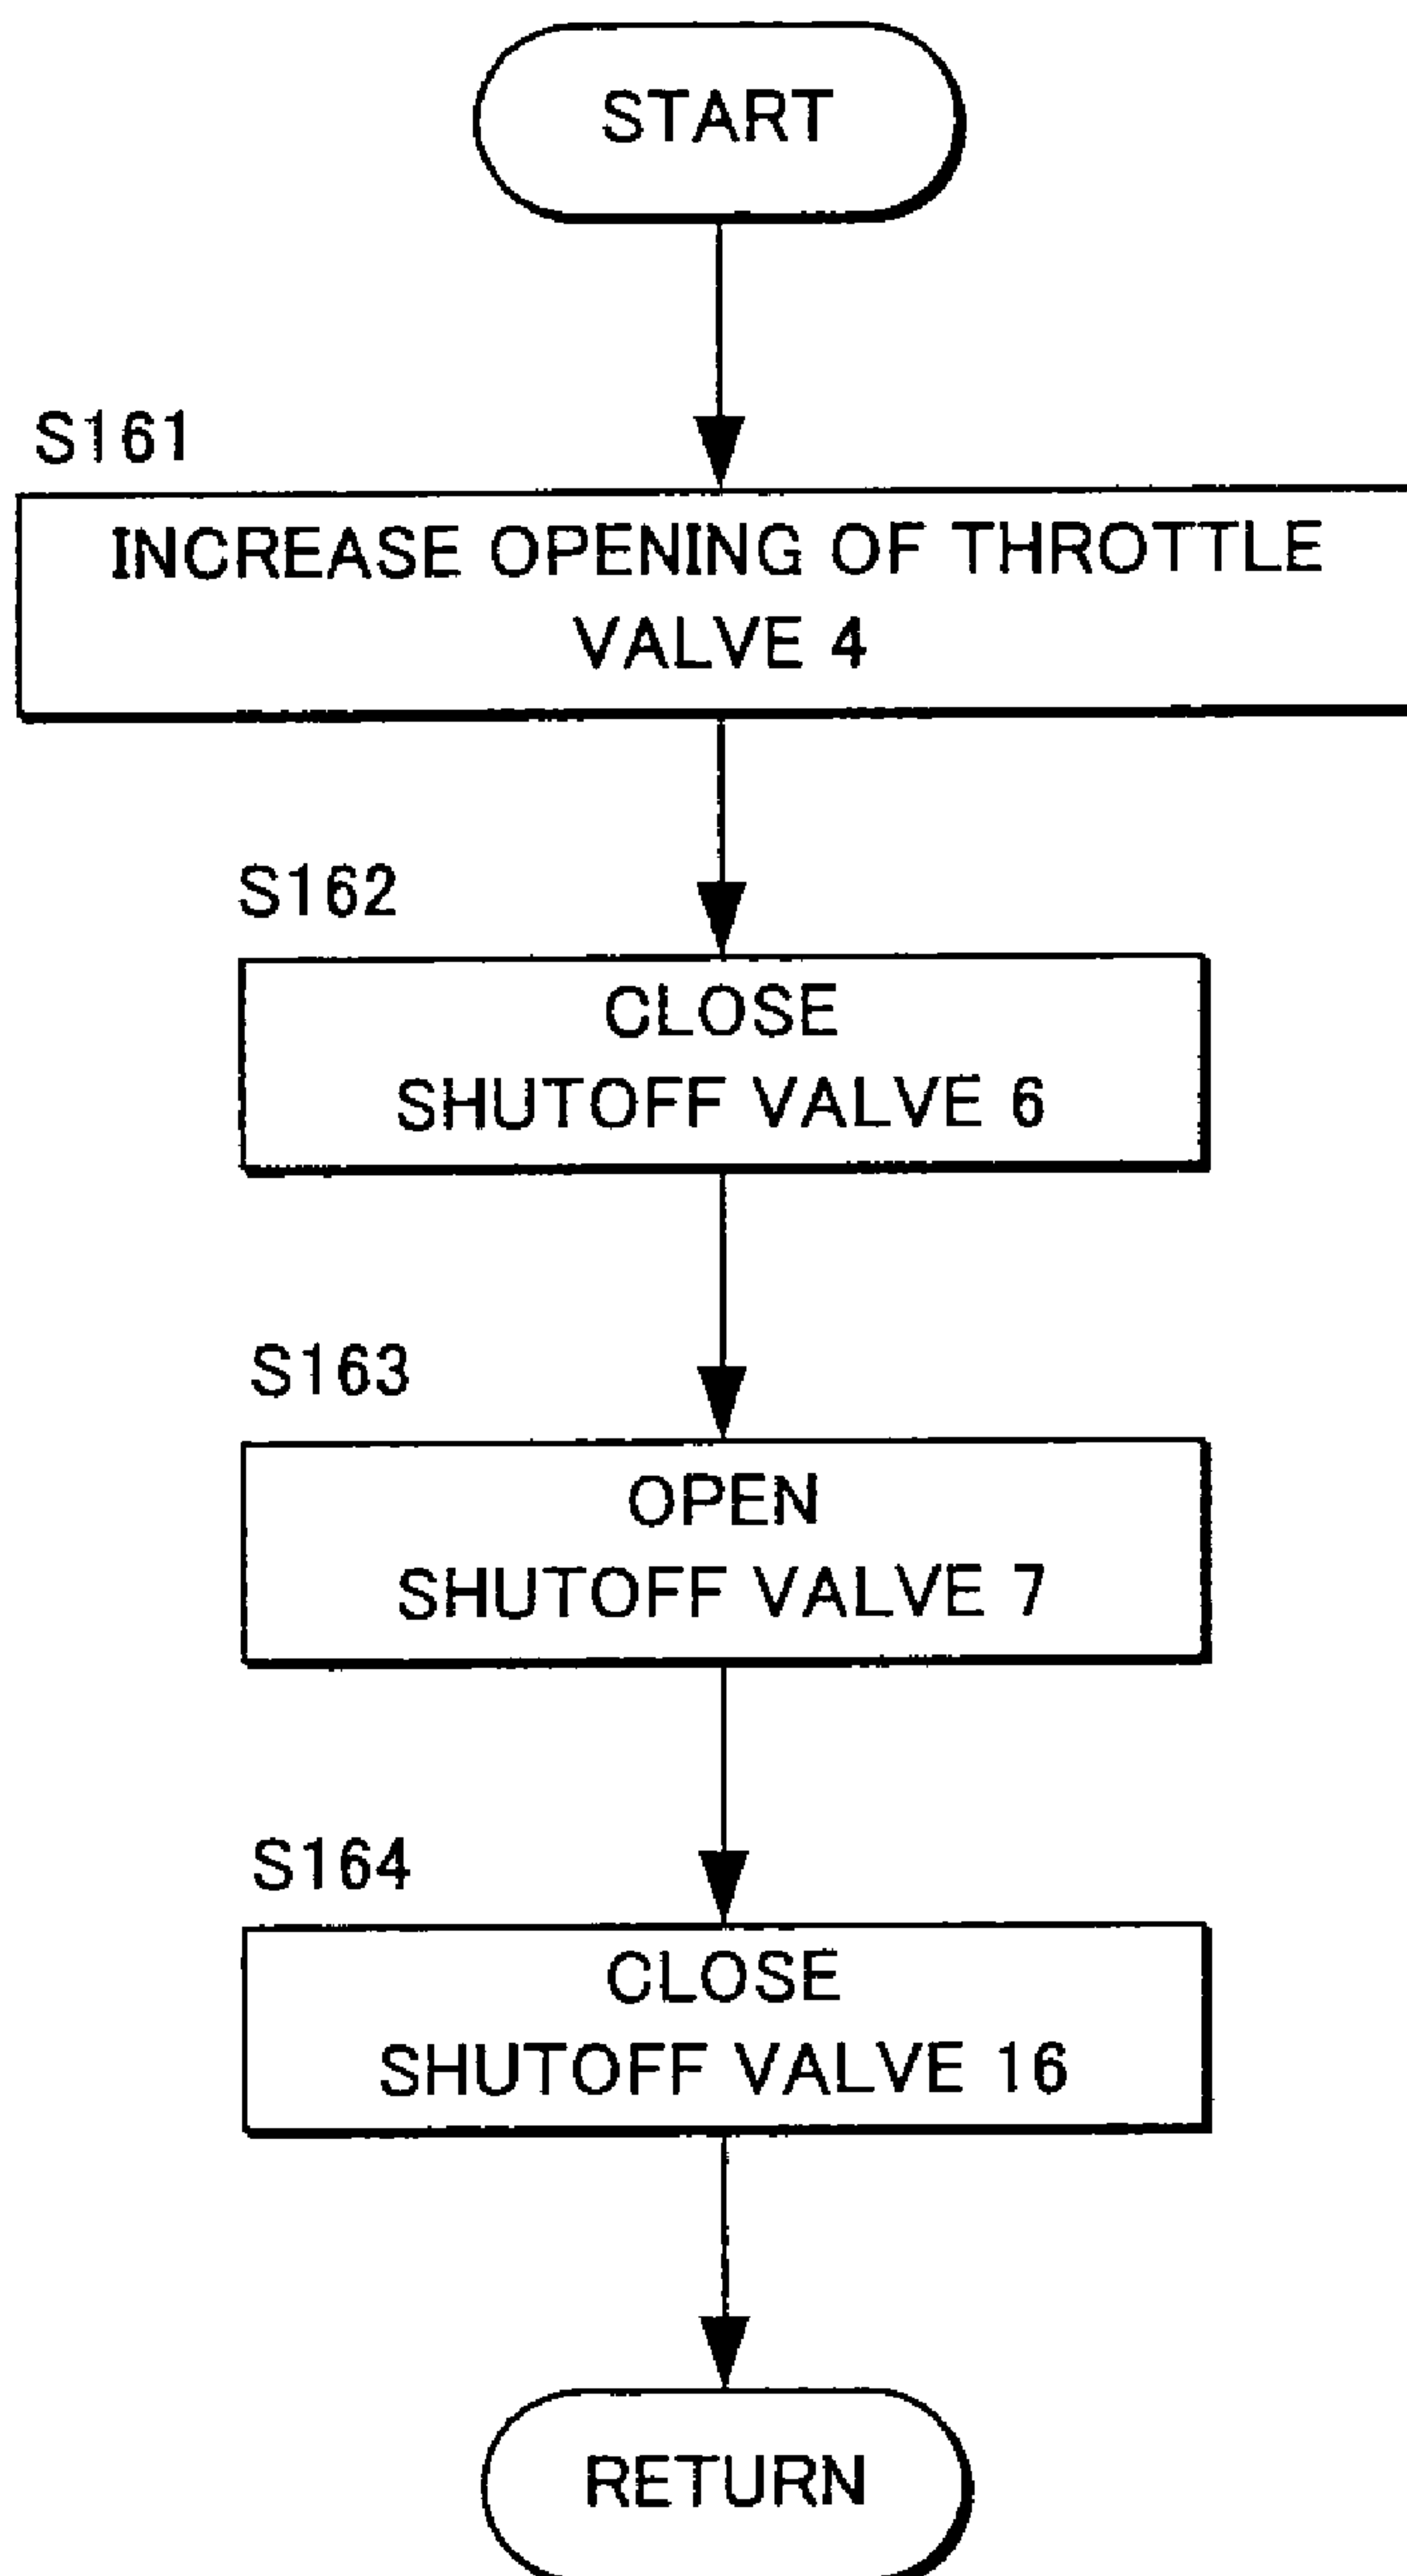 START
S161
INCREASE OPENING OF THROTTLE
VALVE 4
S162
CLOSE
SHUTOFF VALVE 6
S163
OPEN
SHUTOFF VALVE 7
S164
CLOSE
SHUTOFF VALVE 16
RETURN